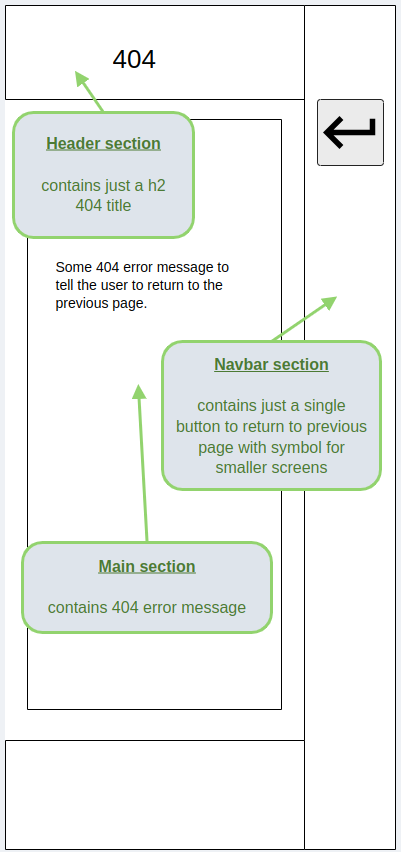 404
Header section
contains just a h2
404 title
Some 404 error message to
tell the user to return to the
previous page.
Navbar section
contains just a single
button to return to previous
page with symbol for
smaller screens
Main section
contains 404 error message